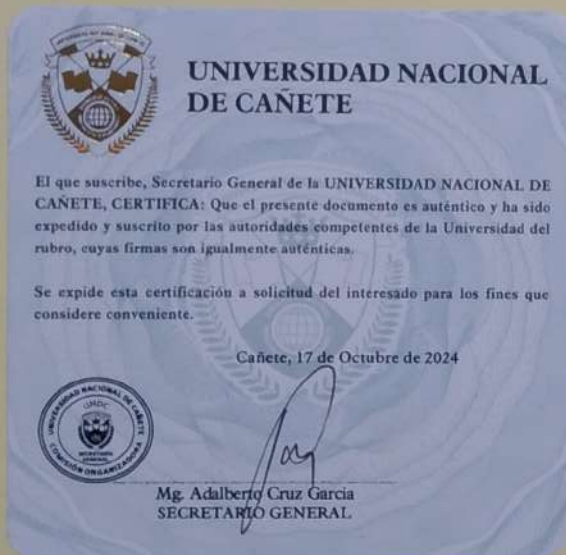 UNIVERSIDAD NACIONAL
DE CAÑETE
El que suscribe, Secretario General de la UNIVERSIDAD NACIONAL DE
CAÑETE, CERTIFICA: Que el presente documento es auténtico y ha sido
expedido y suscrito por las autoridades competentes de la Universidad del
rubro, cuyas firmas son igualmente auténticas.
Se expide esta certificación a solicitud del interesado para los fines que
considere conveniente.
Cañete, 17 de Octubre de 2024
UNIVERSIDAD NACIONAL DE CAÑETE
UNDC
SECRETARÍA
GENERAL
COMISIÓN ORGANIZADORA
Mg. Adalberto Cruz Garcia
SECRETARIO GENERAL